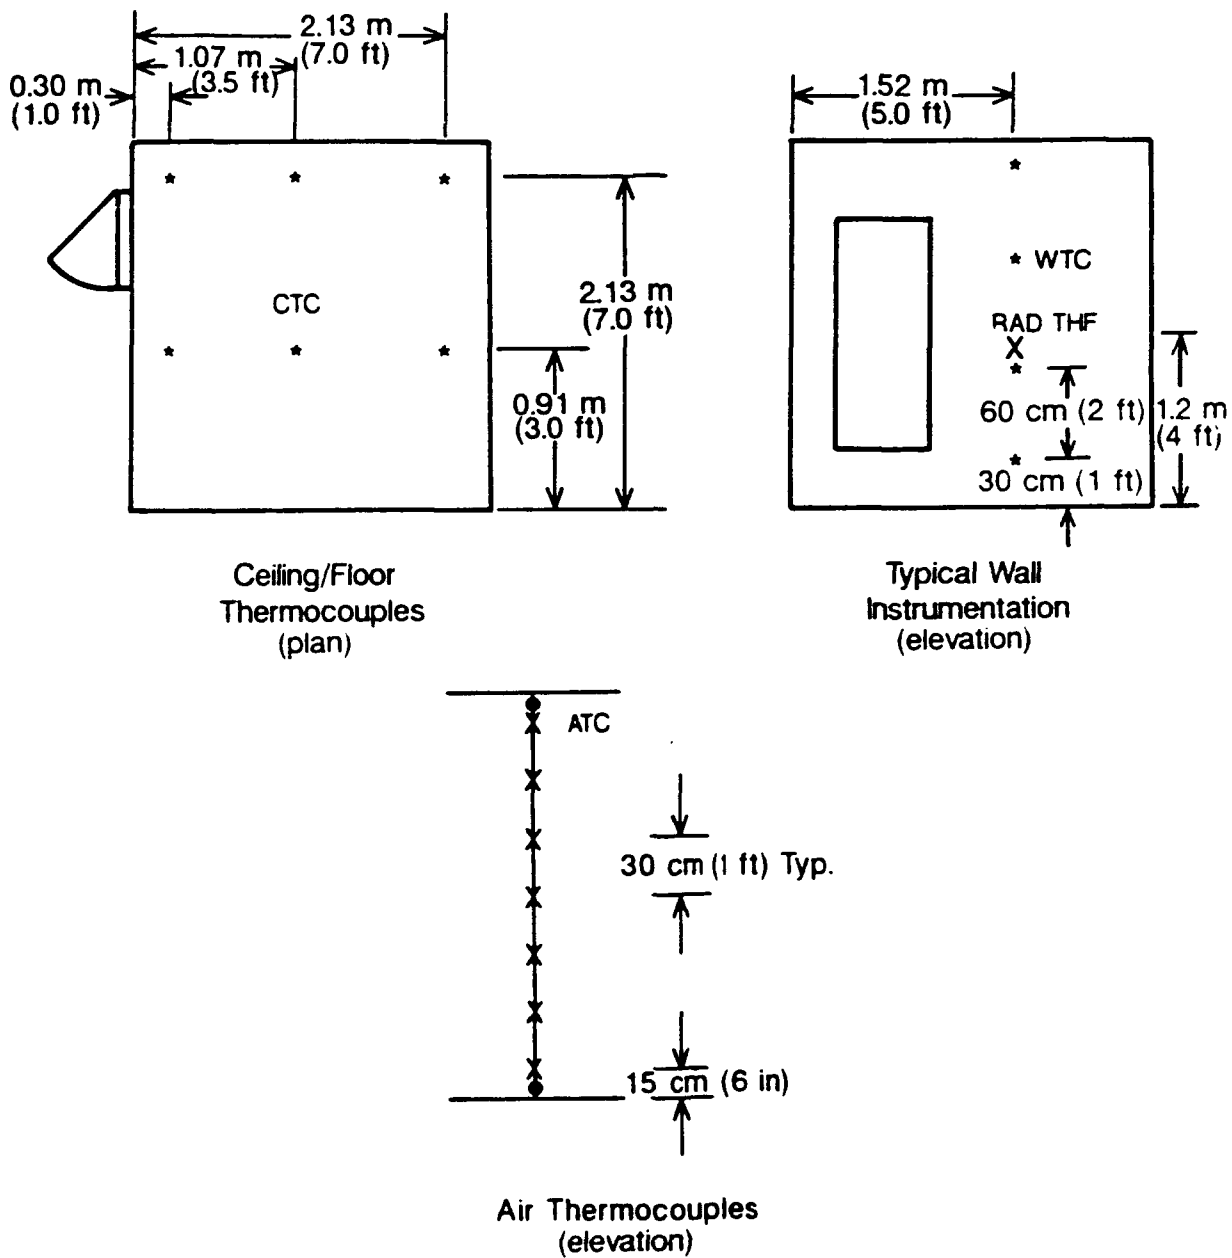 2.13 m
(7.0 ft)
1.07 m
(3.5 ft)
0.30 m
(1.0 ft)
CTC
2.13 m
(7.0 ft)
0.91 m
(3.0 ft)
Ceiling/Floor
Thermocouples
(plan)
1.52 m
(5.0 ft)
WTC
RAD THF
X
60 cm (2 ft)
1.2 m
(4 ft)
30 cm (1 ft)
Typical Wall
Instrumentation
(elevation)
ATC
30 cm (1 ft) Typ.
15 cm (6 in)
Air Thermocouples
(elevation)